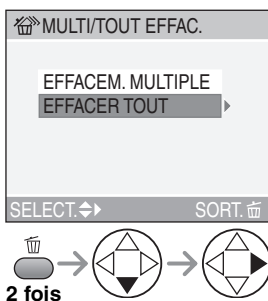 MULTI/TOUT EFFAC.
EFFACEM. MULTIPLE
EFFACER TOUT
SELECT. SORT.
2 fois